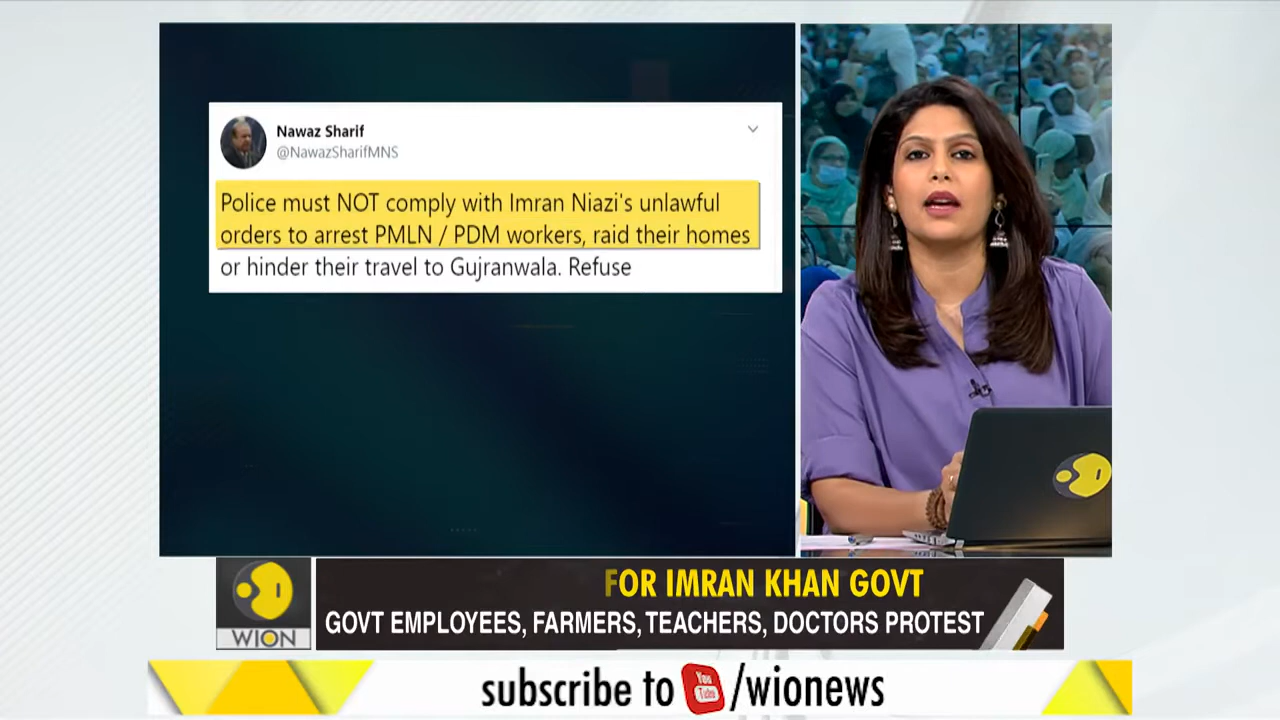 Nawaz Sharif
@NawazSharifMNS
Police must NOT comply with Imran Niazi's unlawful
orders to arrest PMLN / PDM workers, raid their homes
or hinder their travel to Gujranwala. Refuse
FOR IMRAN KHAN GOVT
GOVT EMPLOYEES, FARMERS, TEACHERS, DOCTORS PROTEST
WION
subscribe to You Tube /wionews